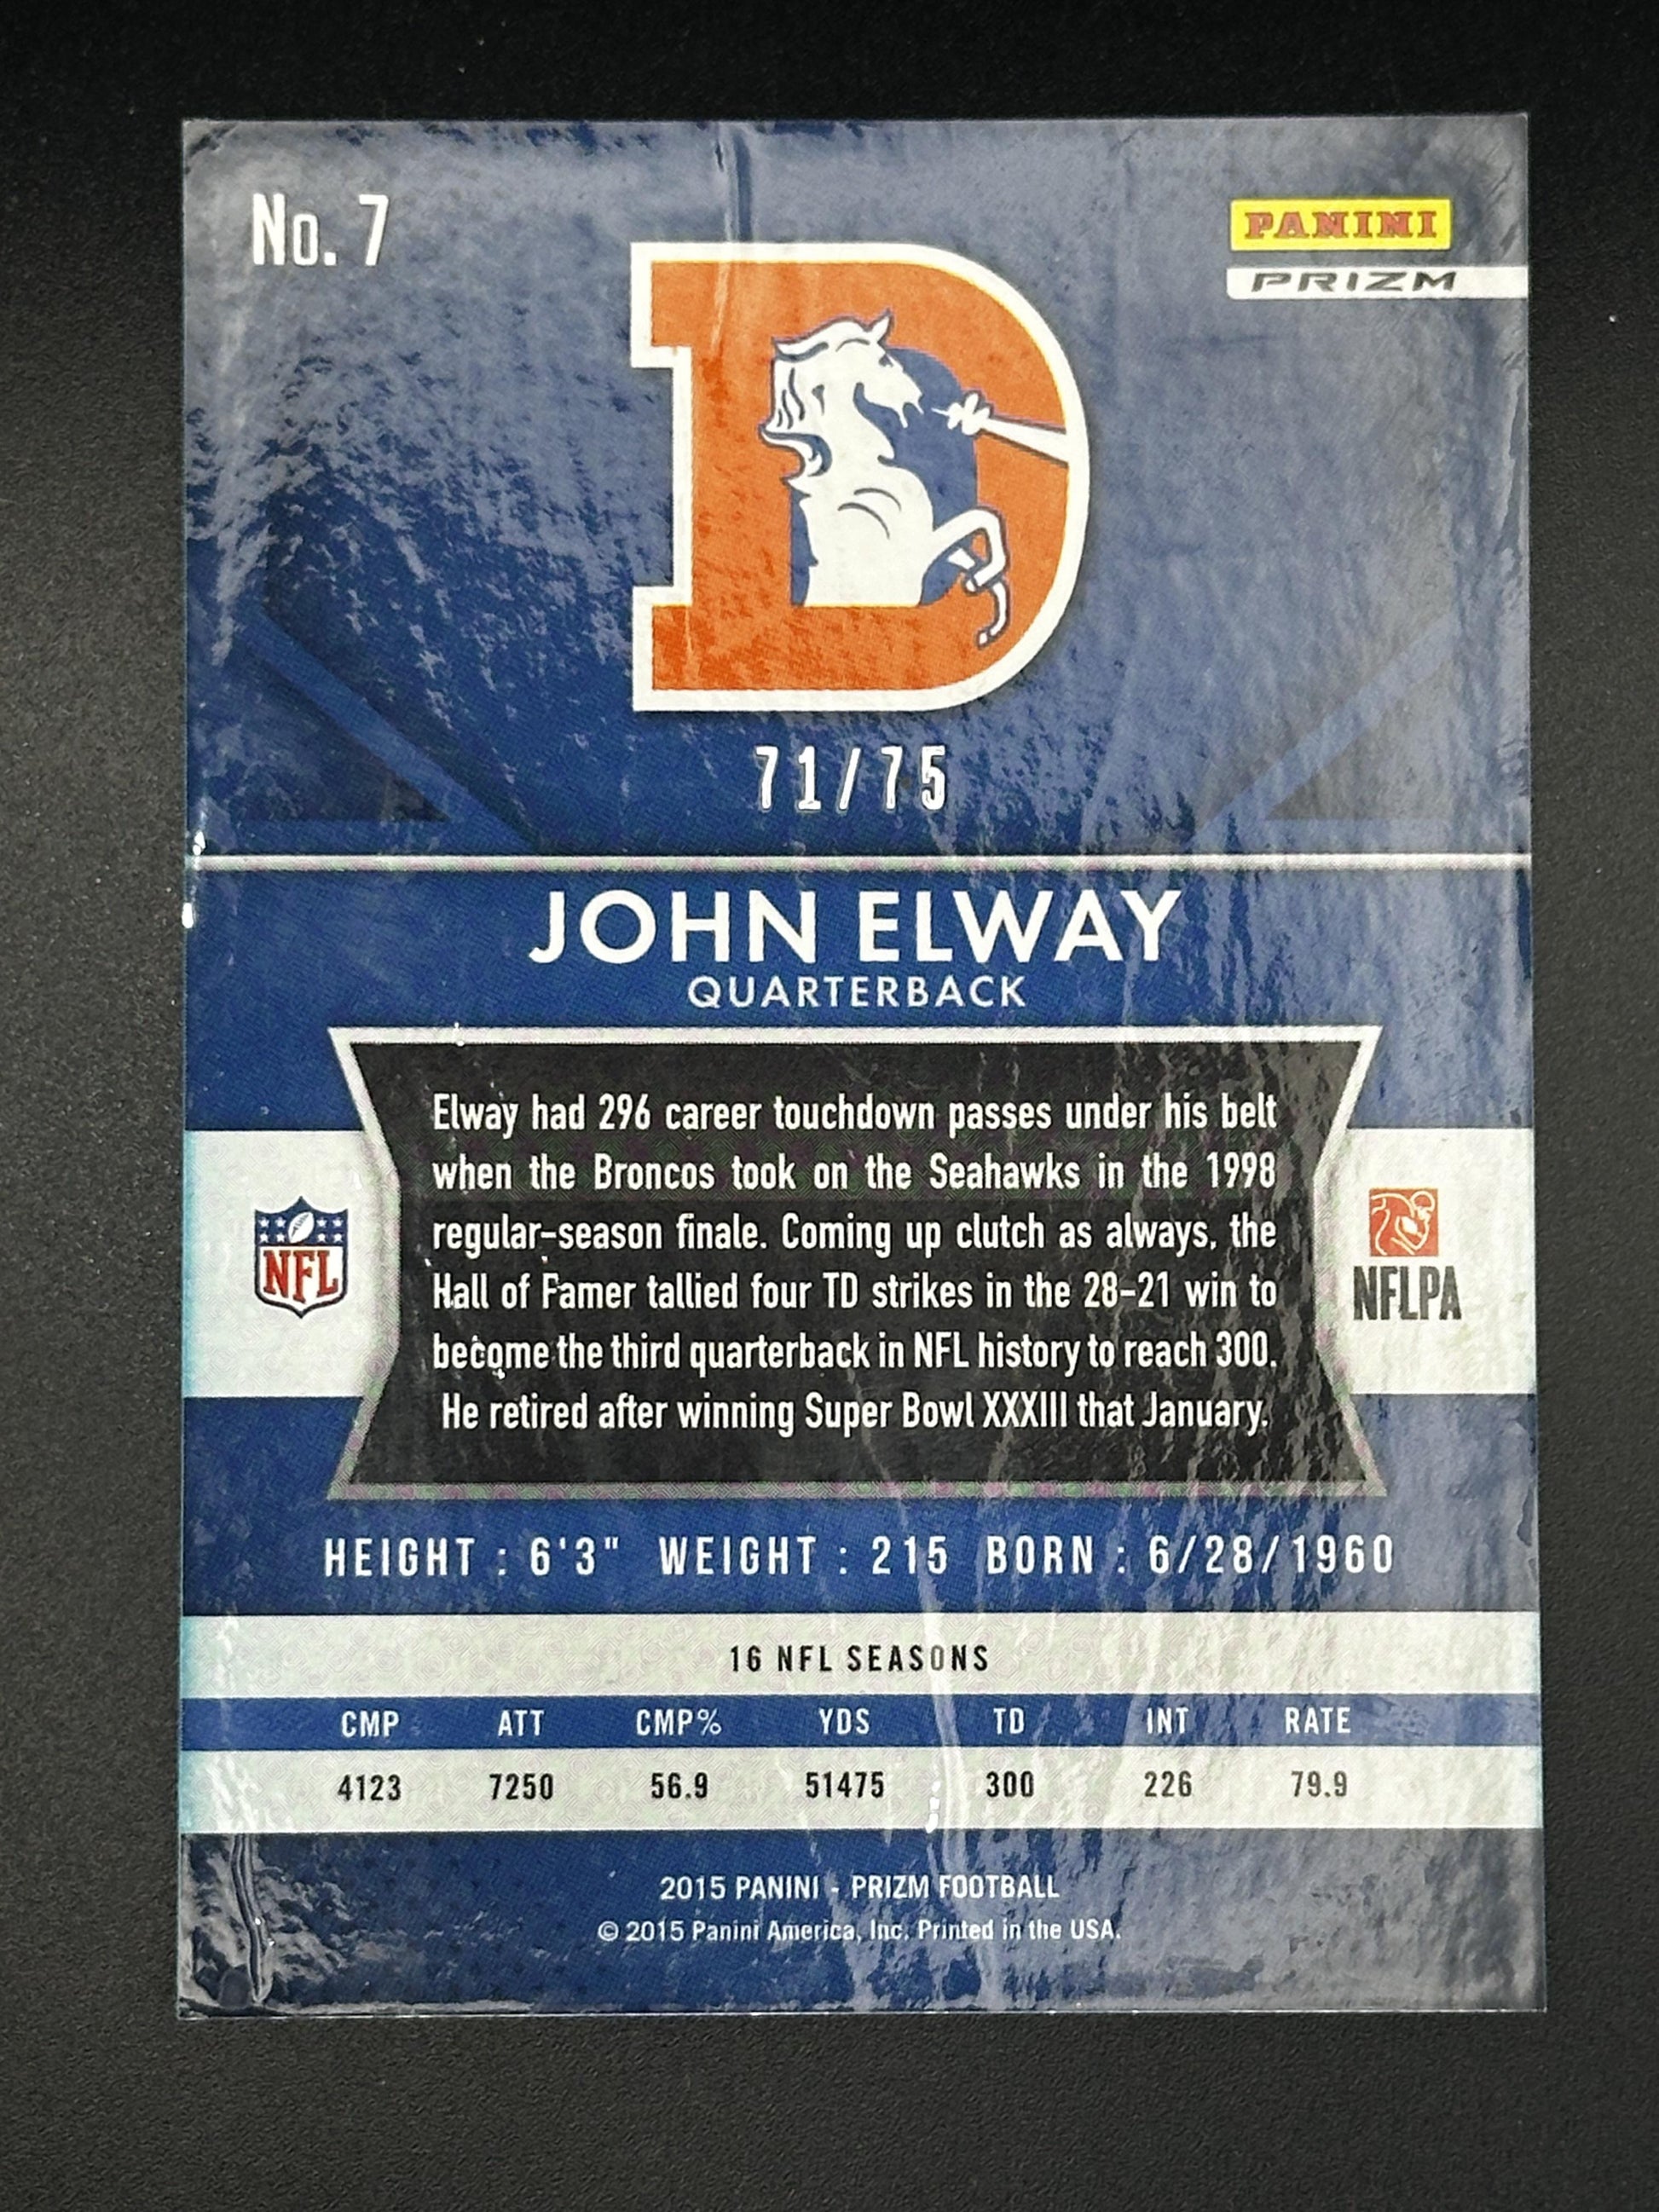 No. 7
PANINI
PRIZM
71/75
JOHN ELWAY
QUARTERBACK
Elway had 296 career touchdown passes under his belt
when the Broncos took on the Seahawks in the 1998
regular-season finale. Coming up clutch as always, the
Hall of Famer tallied four TD strikes in the 28-21 win to
become the third quarterback in NFL history to reach 300.
He retired after winning Super Bowl XXXIII that January.
NFL
NFLPA
HEIGHT : 6'3" WEIGHT : 215 BORN : 6/28/1960
16 NFL SEASONS
CMP ATT CMP% YDS TD INT RATE
4123 7250 56.9 51475 300 226 79.9
2015 PANINI - PRIZM FOOTBALL
© 2015 Panini America, Inc. Printed in the USA.